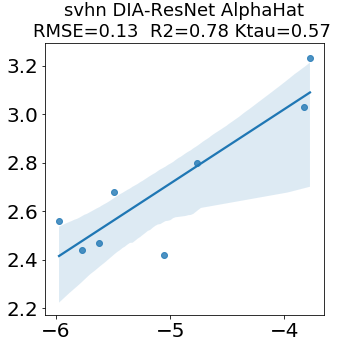 svhn DIA-ResNet AlphaHat
RMSE=0.13  R2=0.78 Ktau=0.57
3.2
3.0
2.8
2.6
2.4
2.2
−6 −5 −4